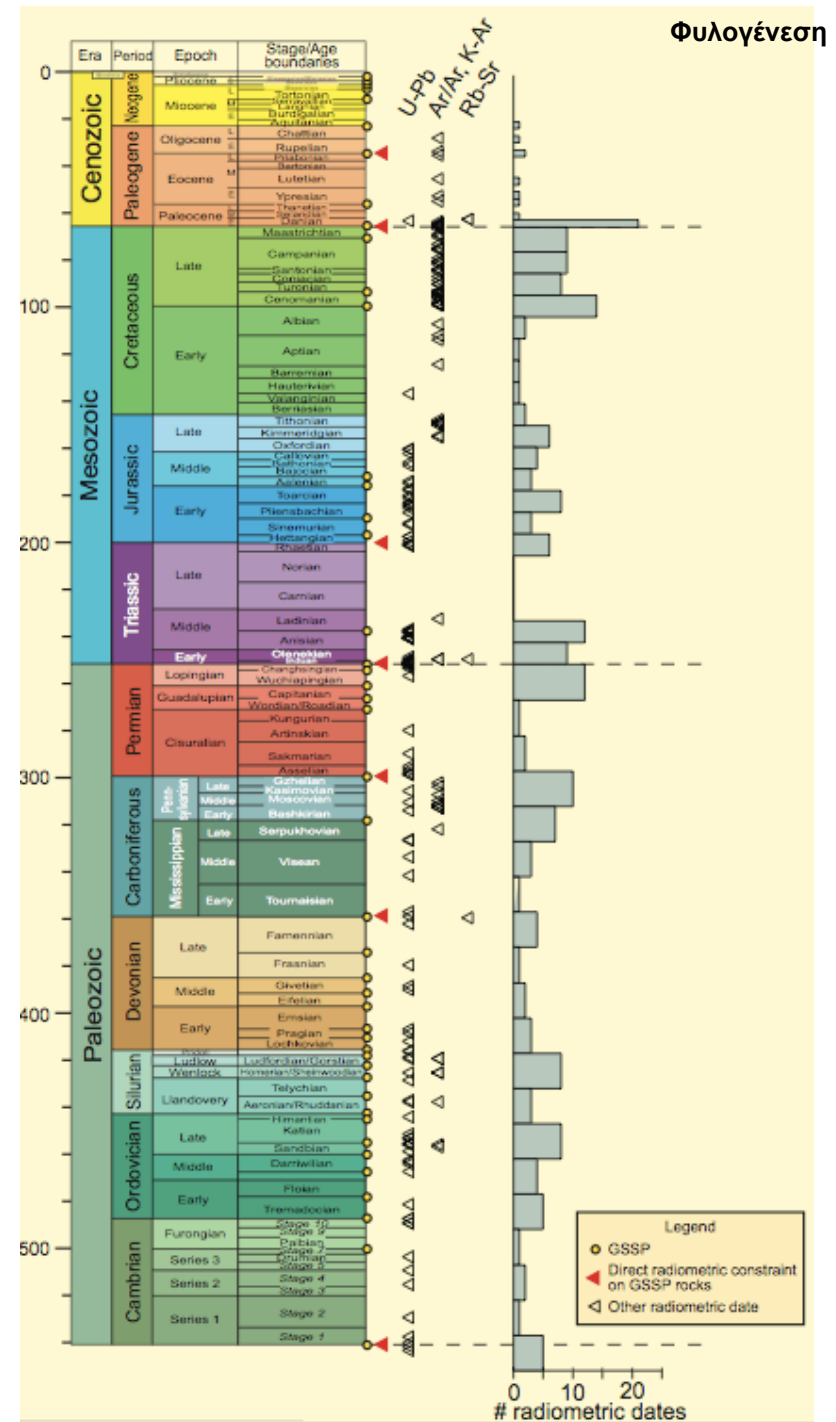 Φυλογένεση
Era Period Epoch Stage/Age boundaries
U-Pb
Ar/Ar, K-Ar
Rb-Sr
0
100
200
300
400
500
Cenozoic
Mesozoic
Paleozoic
Neogene
Paleogene
Cretaceous
Jurassic
Triassic
Permian
Carboniferous
Devonian
Silurian
Ordovician
Cambrian
Pliocene
Miocene
Oligocene
Eocene
Paleocene
Late
Early
Late
Middle
Early
Late
Middle
Early
Lopingian
Guadalupian
Cisuralian
Late
Middle
Early
Mississippian
Late
Middle
Early
Late
Middle
Early
Ludlow
Wenlock
Llandovery
Late
Middle
Early
Furongian
Series 3
Series 2
Series 1
Tortonian
Serravallian
Langhian
Burdigalian
Aquitanian
Chattian
Rupelian
Priabonian
Bartonian
Lutetian
Ypresian
Thanetian
Selandian
Danian
Maastrichtian
Campanian
Santonian
Coniacian
Turonian
Cenomanian
Albian
Aptian
Barremian
Hauterivian
Valanginian
Berriasian
Tithonian
Kimmeridgian
Oxfordian
Callovian
Bathonian
Bajocian
Aalenian
Toarcian
Pliensbachian
Sinemurian
Hettangian
Rhaetian
Norian
Carnian
Ladinian
Anisian
Olenekian
Induan
Changhsingian
Wuchiapingian
Capitanian
Wordian/Roadian
Kungurian
Artinskian
Sakmarian
Asselian
Gzhelian
Kasimovian
Moscovian
Bashkirian
Serpukhovian
Visean
Tournaisian
Famennian
Frasnian
Givetian
Eifelian
Emsian
Pragian
Lochkovian
Ludfordian/Gorstian
Homerian/Sheinwoodian
Telychian
Aeronian/Rhuddanian
Hirnantian
Katian
Sandbian
Darriwilian
Floian
Tremadocian
Stage 10
Stage 9
Paibian
Stage 7
Drumian
Stage 5
Stage 4
Stage 3
Stage 2
Stage 1
Legend
GSSP
Direct radiometric constraint
on GSSP rocks
Other radiometric date
0 10 20
# radiometric dates